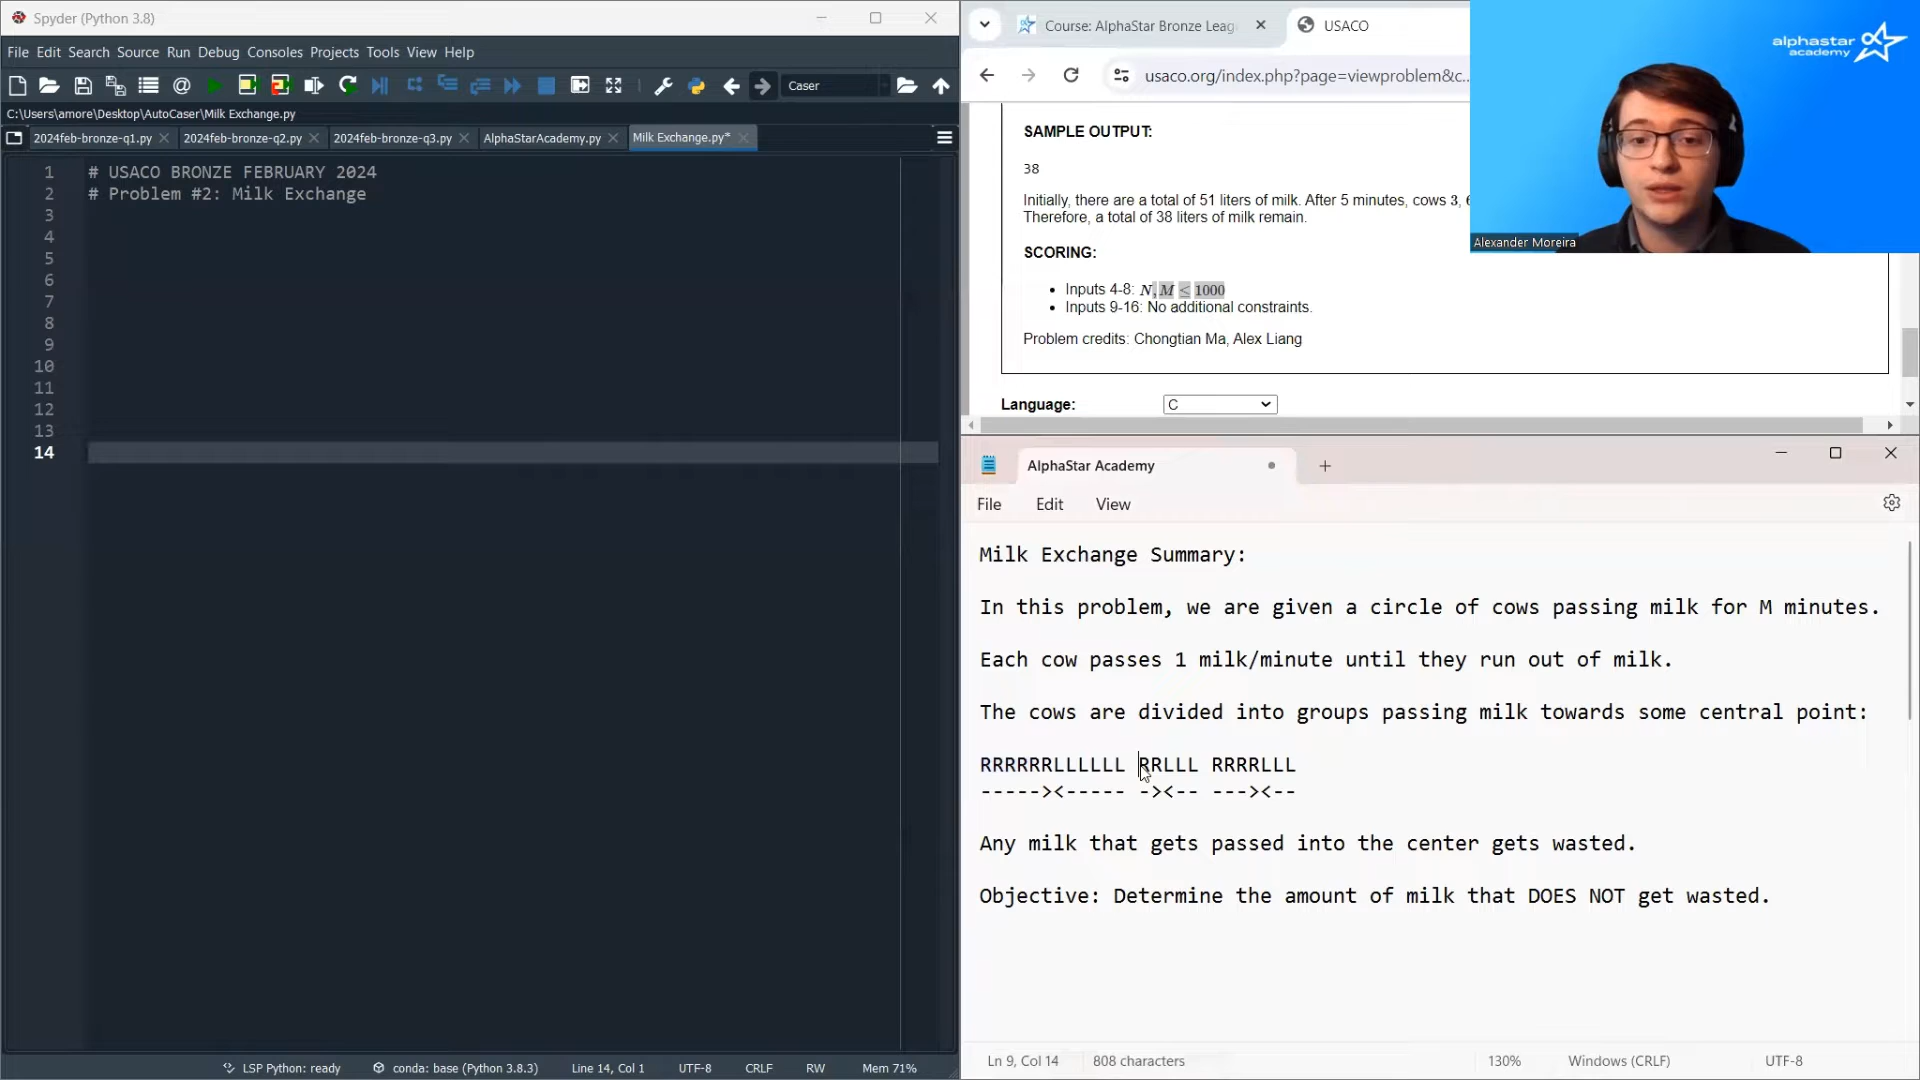 Spyder (Python 3.8)
File Edit Search Source Run Debug Consoles Projects Tools View Help
Caser
C:\Users\amore\Desktop\AutoCaser\Milk Exchange.py
2024feb-bronze-q1.py 2024feb-bronze-q2.py 2024feb-bronze-q3.py AlphaStarAcademy.py Milk Exchange.py*
1 # USACO BRONZE FEBRUARY 2024
2 # Problem #2: Milk Exchange
3
4
5
6
7
8
9
10
11
12
13
14
LSP Python: ready conda: base (Python 3.8.3) Line 14, Col 1 UTF-8 CRLF RW Mem 71%
Course: AlphaStar Bronze Leag USACO
usaco.org/index.php?page=viewproblem&c...
SAMPLE OUTPUT:
38
Initially, there are a total of 51 liters of milk. After 5 minutes, cows 3, 6
Therefore, a total of 38 liters of milk remain.
SCORING:
• Inputs 4-8: N, M ≤ 1000
• Inputs 9-16: No additional constraints.
Problem credits: Chongtian Ma, Alex Liang
Language: C
alphastar
academy
Alexander Moreira
AlphaStar Academy
File Edit View
Milk Exchange Summary:
In this problem, we are given a circle of cows passing milk for M minutes.
Each cow passes 1 milk/minute until they run out of milk.
The cows are divided into groups passing milk towards some central point:
RRRRRRLLLLLL RRLLL RRRRLLL
-----><----- -><-- ---><--
Any milk that gets passed into the center gets wasted.
Objective: Determine the amount of milk that DOES NOT get wasted.
Ln 9, Col 14 808 characters 130% Windows (CRLF) UTF-8